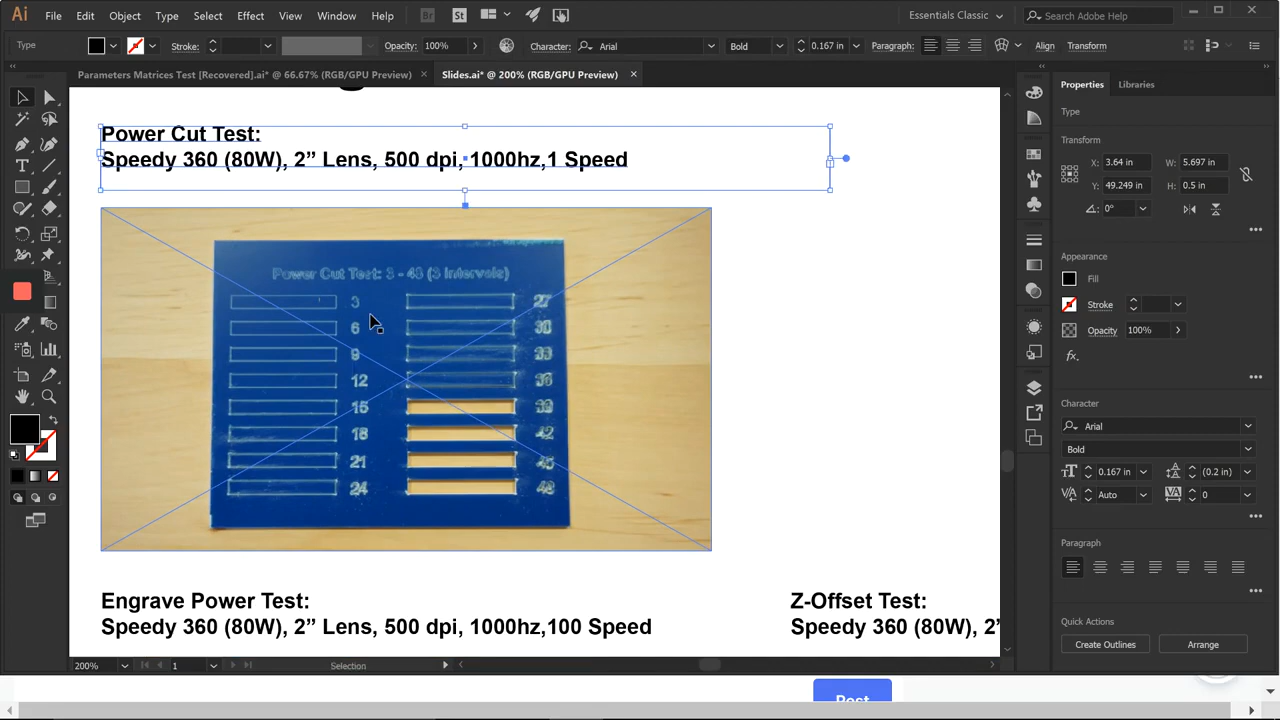 Ai File Edit Object Type Select Effect View Window Help Br St Essentials Classic Search Adobe Help
Type Stroke: Opacity: 100% Character: Arial Bold 0.167 in Paragraph: Align Transform
Parameters Matrices Test [Recovered].ai* @ 66.67% (RGB/GPU Preview) × Slides.ai* @ 200% (RGB/GPU Preview) ×
Properties Libraries
Type
Transform
X: 3.64 in W: 5.697 in
Y: 49.249 in H: 0.5 in
0°
Appearance
Fill
Stroke
Opacity 100%
fx.
Character
Arial
Bold
0.167 in (0.2 in)
Auto 0
Paragraph
Quick Actions
Create Outlines Arrange
Power Cut Test:
Speedy 360 (80W), 2” Lens, 500 dpi, 1000hz,1 Speed
Power Cut Test: 3 - 48 (3 Intervals)
3 27
6 30
9 33
12 36
15 39
18 42
21 45
24 48
Engrave Power Test:
Speedy 360 (80W), 2” Lens, 500 dpi, 1000hz,100 Speed
Z-Offset Test:
Speedy 360 (80W), 2”
200% 1 Selection